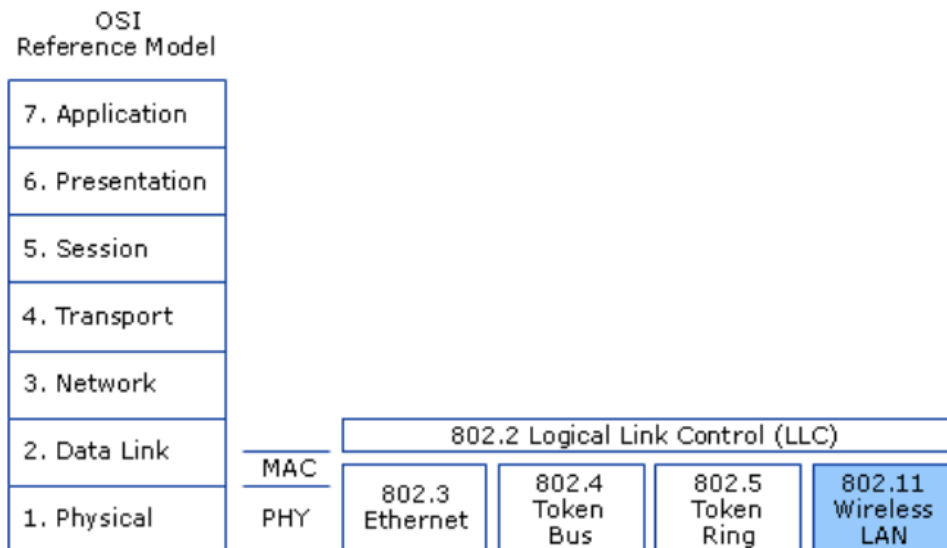 OSI
Reference Model
7. Application
6. Presentation
5. Session
4. Transport
3. Network
2. Data Link
1. Physical
MAC
PHY
802.2 Logical Link Control (LLC)
802.3
Ethernet
802.4
Token
Bus
802.5
Token
Ring
802.11
Wireless
LAN